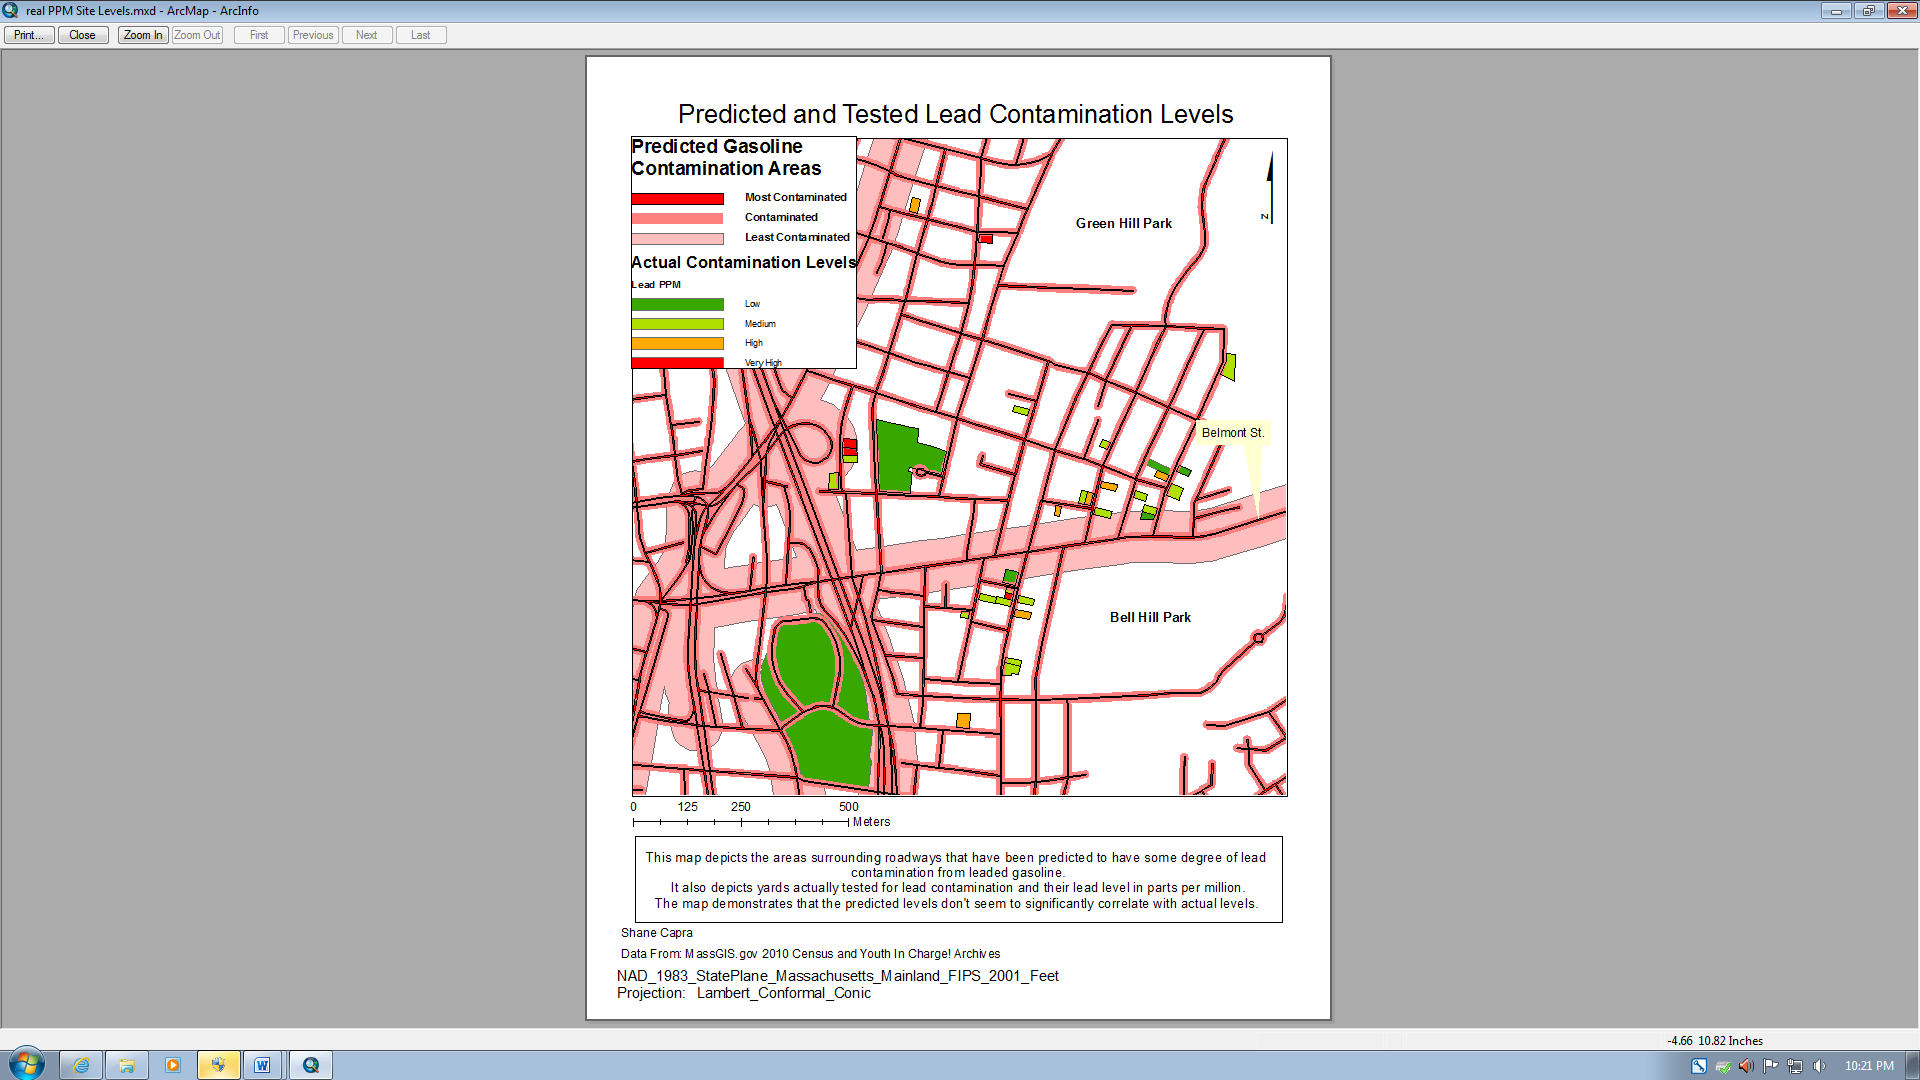 real PPM Site Levels.mxd - ArcMap - ArcInfo
Print... Close Zoom In Zoom Out First Previous Next Last
Predicted and Tested Lead Contamination Levels
Predicted Gasoline
Contamination Areas
Most Contaminated
Contaminated
Least Contaminated
Actual Contamination Levels
Lead PPM
Low
Medium
High
Very High
N
Green Hill Park
Belmont St.
Bell Hill Park
0 125 250 500
Meters
This map depicts the areas surrounding roadways that have been predicted to have some degree of lead
contamination from leaded gasoline.
It also depicts yards actually tested for lead contamination and their lead level in parts per million.
The map demonstrates that the predicted levels don't seem to significantly correlate with actual levels.
Shane Capra
Data From: MassGIS.gov 2010 Census and Youth In Charge! Archives
NAD_1983_StatePlane_Massachusetts_Mainland_FIPS_2001_Feet
Projection: Lambert_Conformal_Conic
-4.66 10.82 Inches
10:21 PM